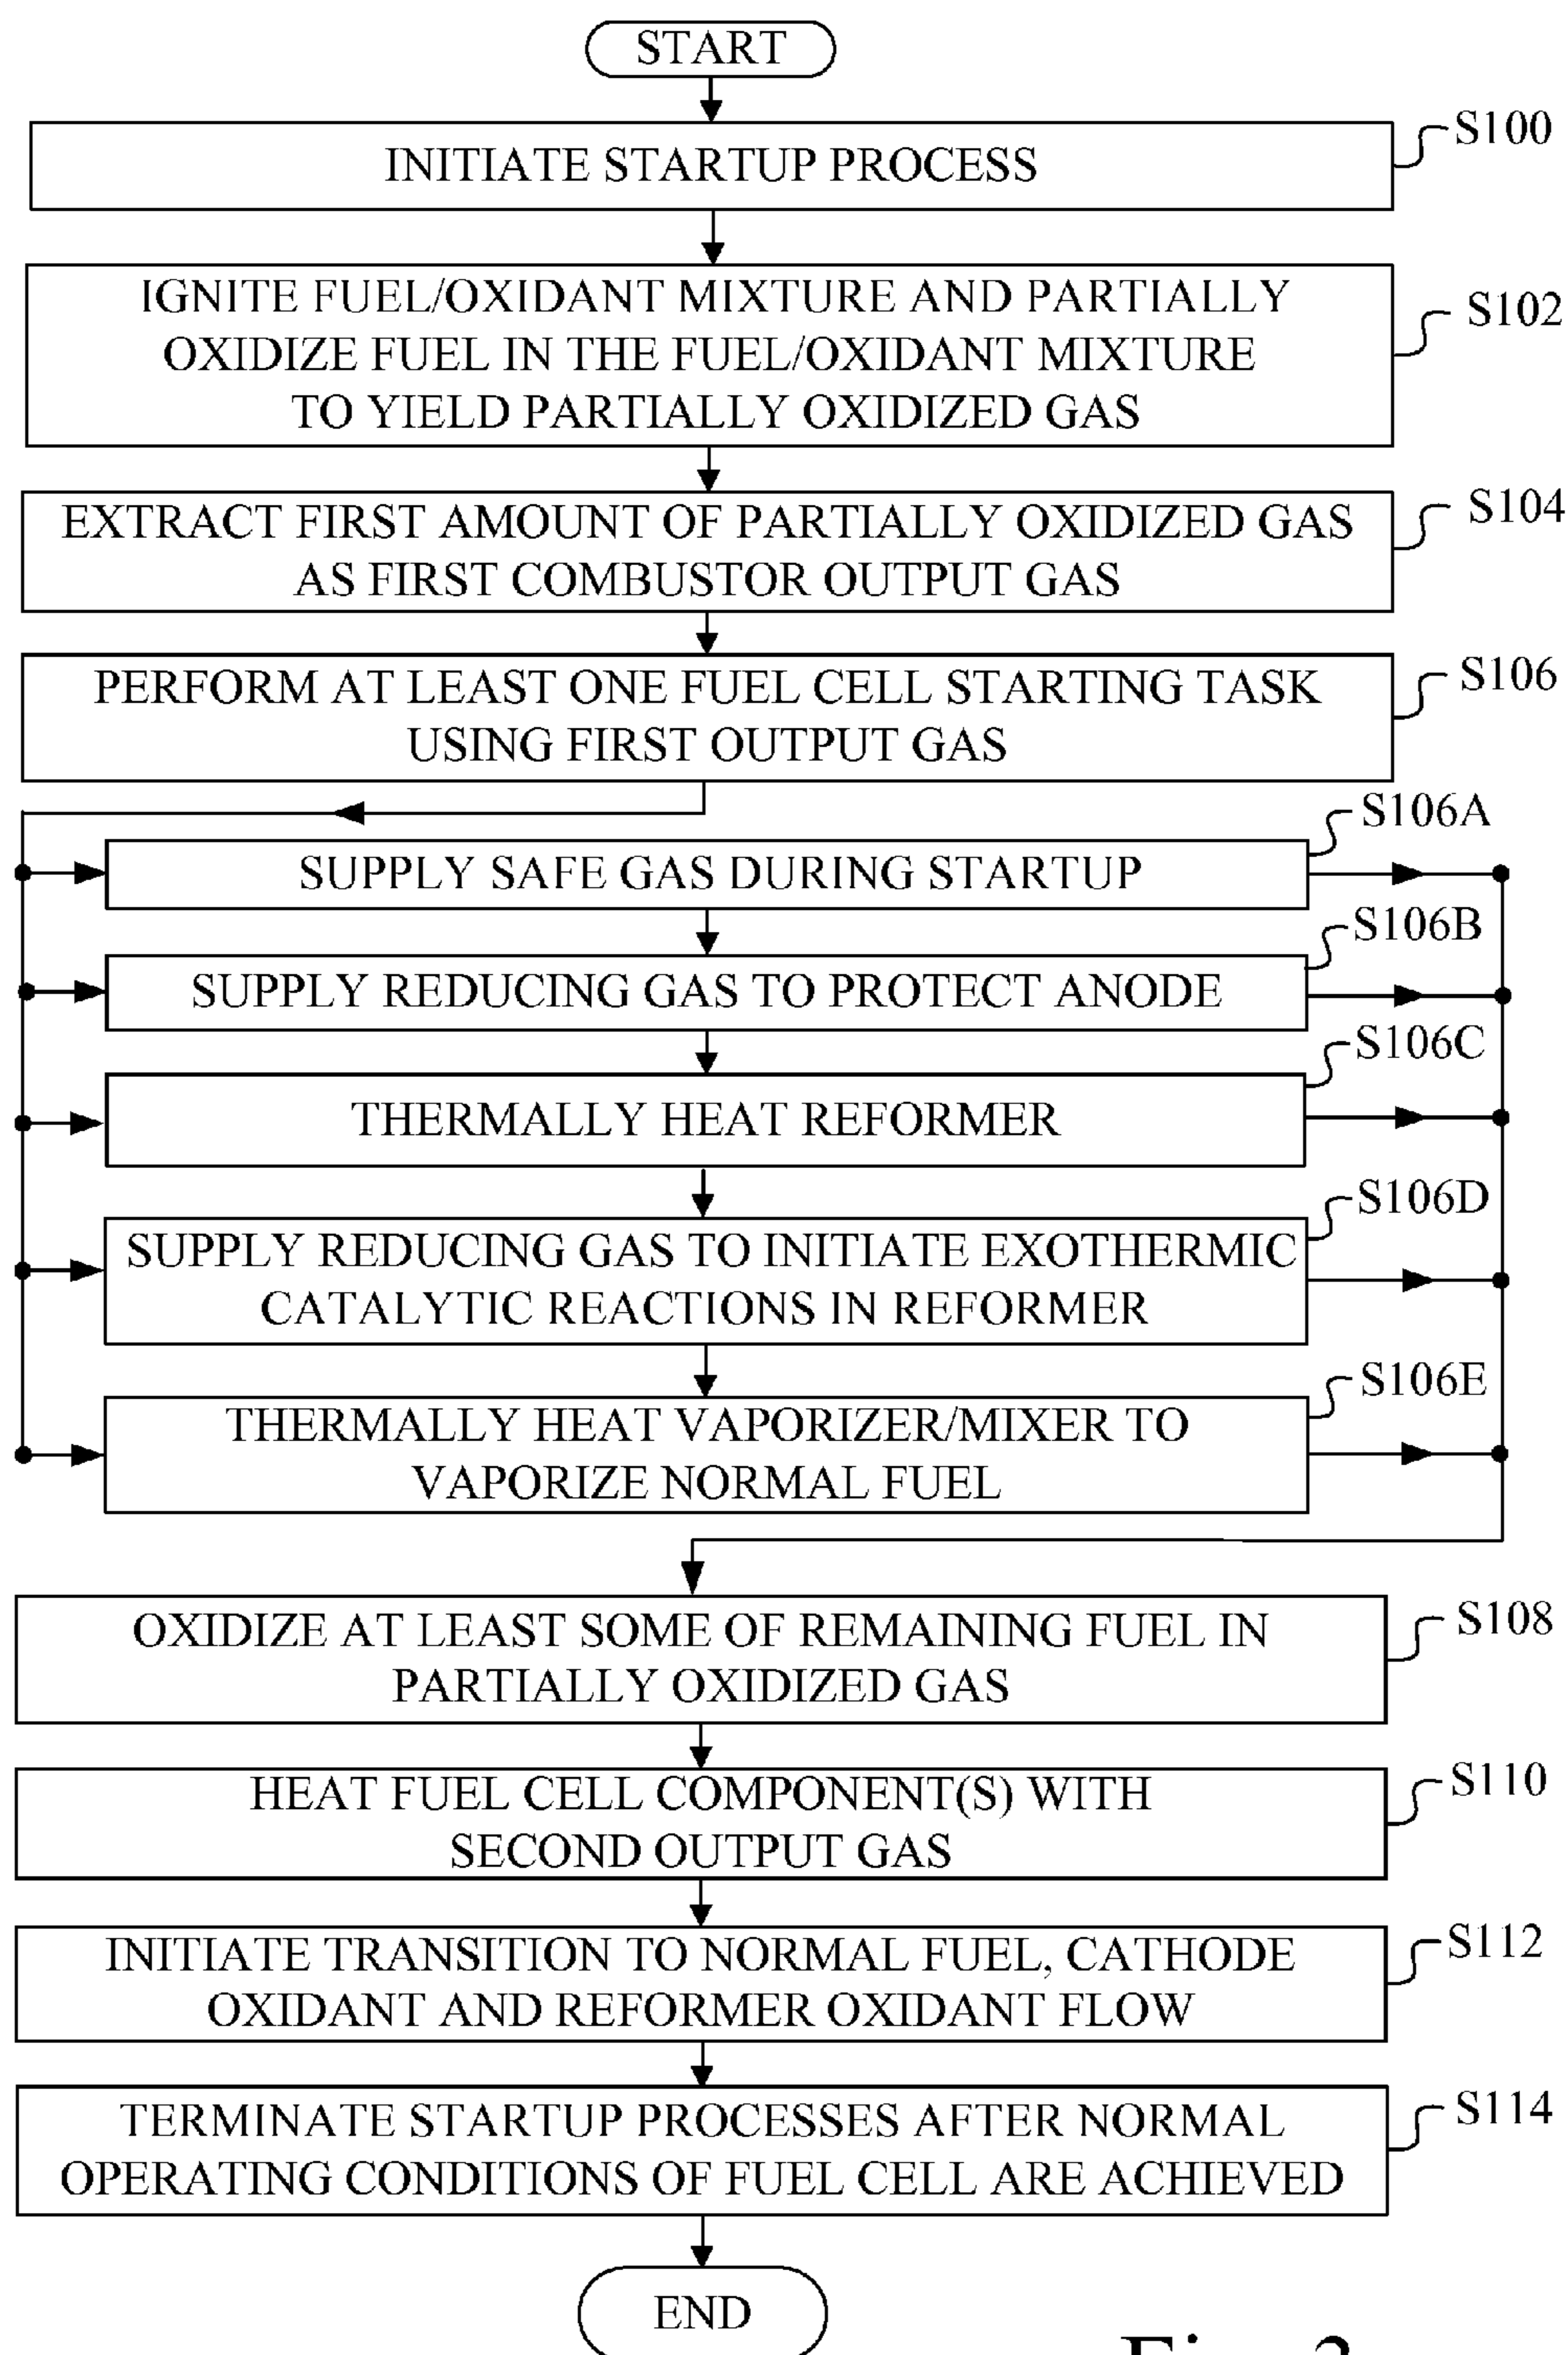 START
INITIATE STARTUP PROCESS
S100
IGNITE FUEL/OXIDANT MIXTURE AND PARTIALLY
OXIDIZE FUEL IN THE FUEL/OXIDANT MIXTURE
TO YIELD PARTIALLY OXIDIZED GAS
S102
EXTRACT FIRST AMOUNT OF PARTIALLY OXIDIZED GAS
AS FIRST COMBUSTOR OUTPUT GAS
S104
PERFORM AT LEAST ONE FUEL CELL STARTING TASK
USING FIRST OUTPUT GAS
S106
SUPPLY SAFE GAS DURING STARTUP
S106A
SUPPLY REDUCING GAS TO PROTECT ANODE
S106B
THERMALLY HEAT REFORMER
S106C
SUPPLY REDUCING GAS TO INITIATE EXOTHERMIC
CATALYTIC REACTIONS IN REFORMER
S106D
THERMALLY HEAT VAPORIZER/MIXER TO
VAPORIZE NORMAL FUEL
S106E
OXIDIZE AT LEAST SOME OF REMAINING FUEL IN
PARTIALLY OXIDIZED GAS
S108
HEAT FUEL CELL COMPONENT(S) WITH
SECOND OUTPUT GAS
S110
INITIATE TRANSITION TO NORMAL FUEL, CATHODE
OXIDANT AND REFORMER OXIDANT FLOW
S112
TERMINATE STARTUP PROCESSES AFTER NORMAL
OPERATING CONDITIONS OF FUEL CELL ARE ACHIEVED
S114
END